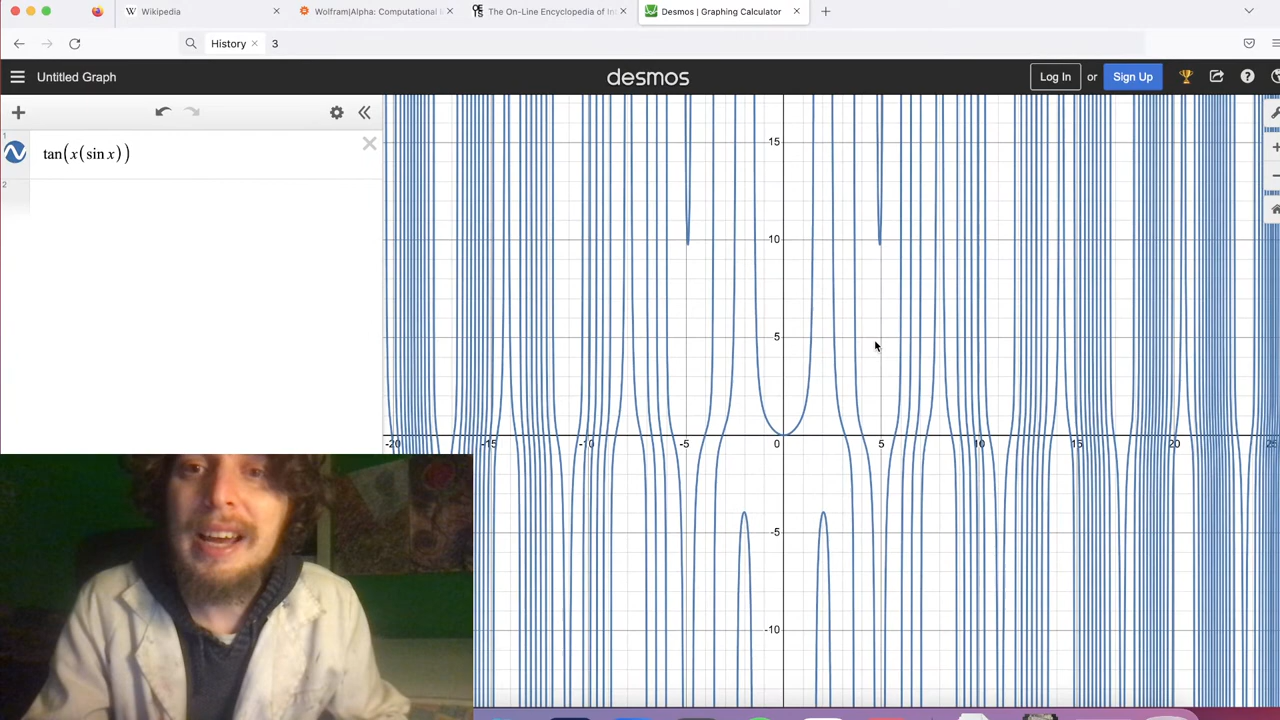 Wikipedia
Wolfram|Alpha: Computational I
The On-Line Encyclopedia of In
Desmos | Graphing Calculator
History
3
Untitled Graph
desmos
Log In or Sign Up
1
tan(x(sin x))
2
15
10
5
-20 -15 -10 -5 0 5 10 15 20 25
-5
-10